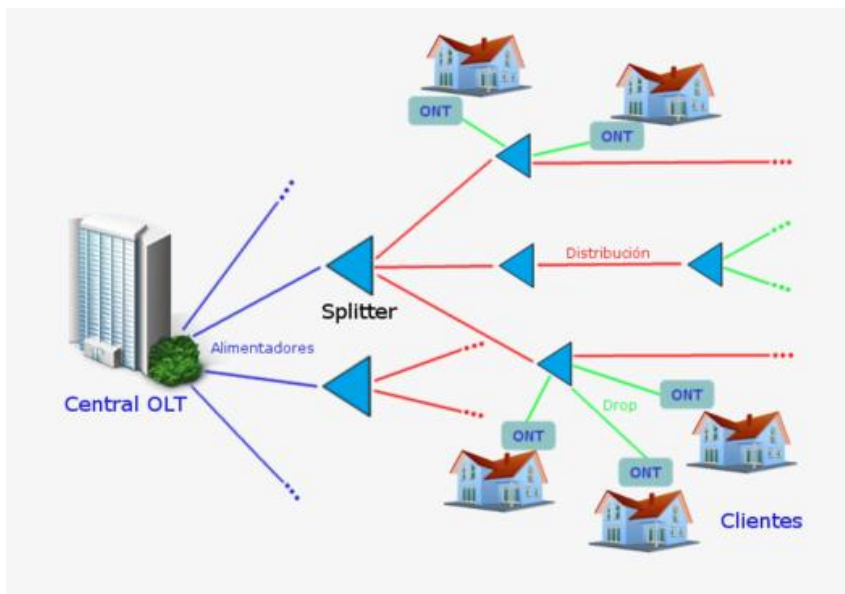 ONT
ONT
Distribución
Splitter
Alimentadores
Central OLT
ONT
Drop
ONT
ONT
Clientes